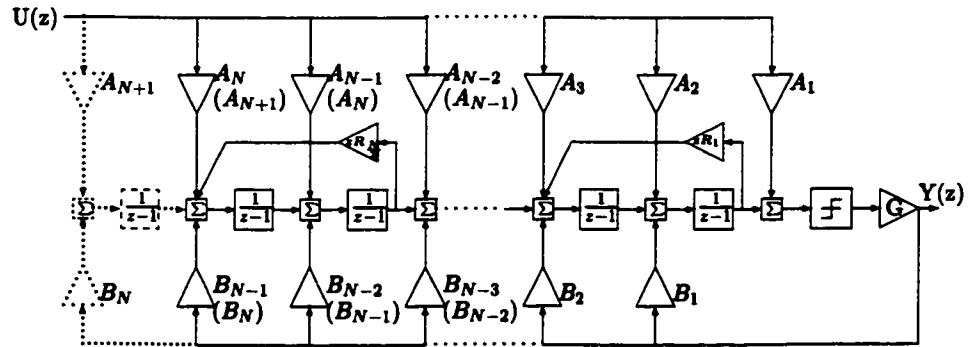 U(z)
A_{N+1}
A_N
(A_{N+1})
A_{N-1}
(A_N)
A_{N-2}
(A_{N-1})
A_3
A_2
A_1
zR_1
Σ
1/(z-1)
Σ
1/(z-1)
Σ
1/(z-1)
Σ
Σ
1/(z-1)
Σ
1/(z-1)
Σ
G
Y(z)
B_N
B_{N-1}
(B_N)
B_{N-2}
(B_{N-1})
B_{N-3}
(B_{N-2})
B_2
B_1